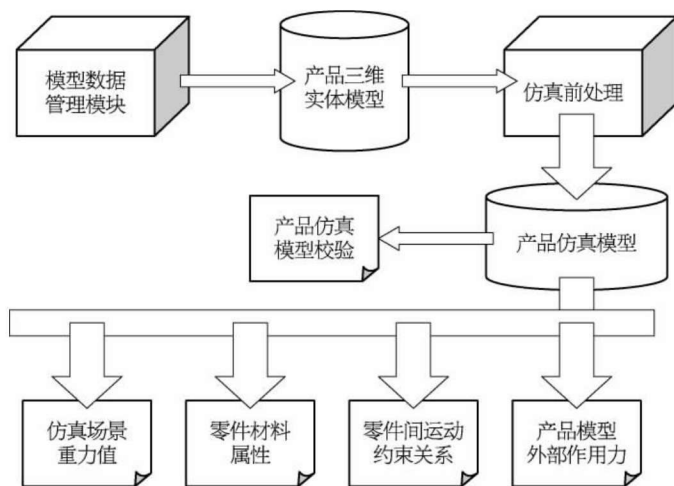 模型数据
管理模块
产品三维
实体模型
仿真前处理
产品仿真
模型校验
产品仿真模型
仿真场景
重力值
零件材料
属性
零件间运动
约束关系
产品模型
外部作用力